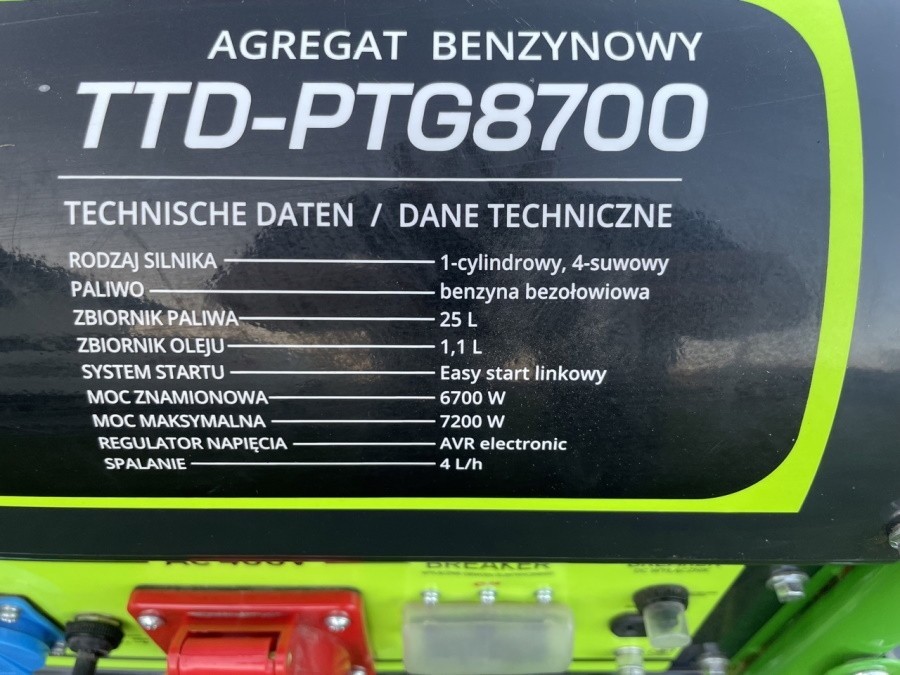 AGREGAT BENZYNOWY
TTD-PTG8700
TECHNISCHE DATEN / DANE TECHNICZNE
RODZAJ SILNIKA 1-cylindrowy, 4-suwowy
PALIWO benzyna bezołowiowa
ZBIORNIK PALIWA 25 L
ZBIORNIK OLEJU 1,1 L
SYSTEM STARTU Easy start linkowy
MOC ZNAMIONOWA 6700 W
MOC MAKSYMALNA 7200 W
REGULATOR NAPIĘCIA AVR electronic
SPALANIE 4 L/h
AC 400V BREAKER